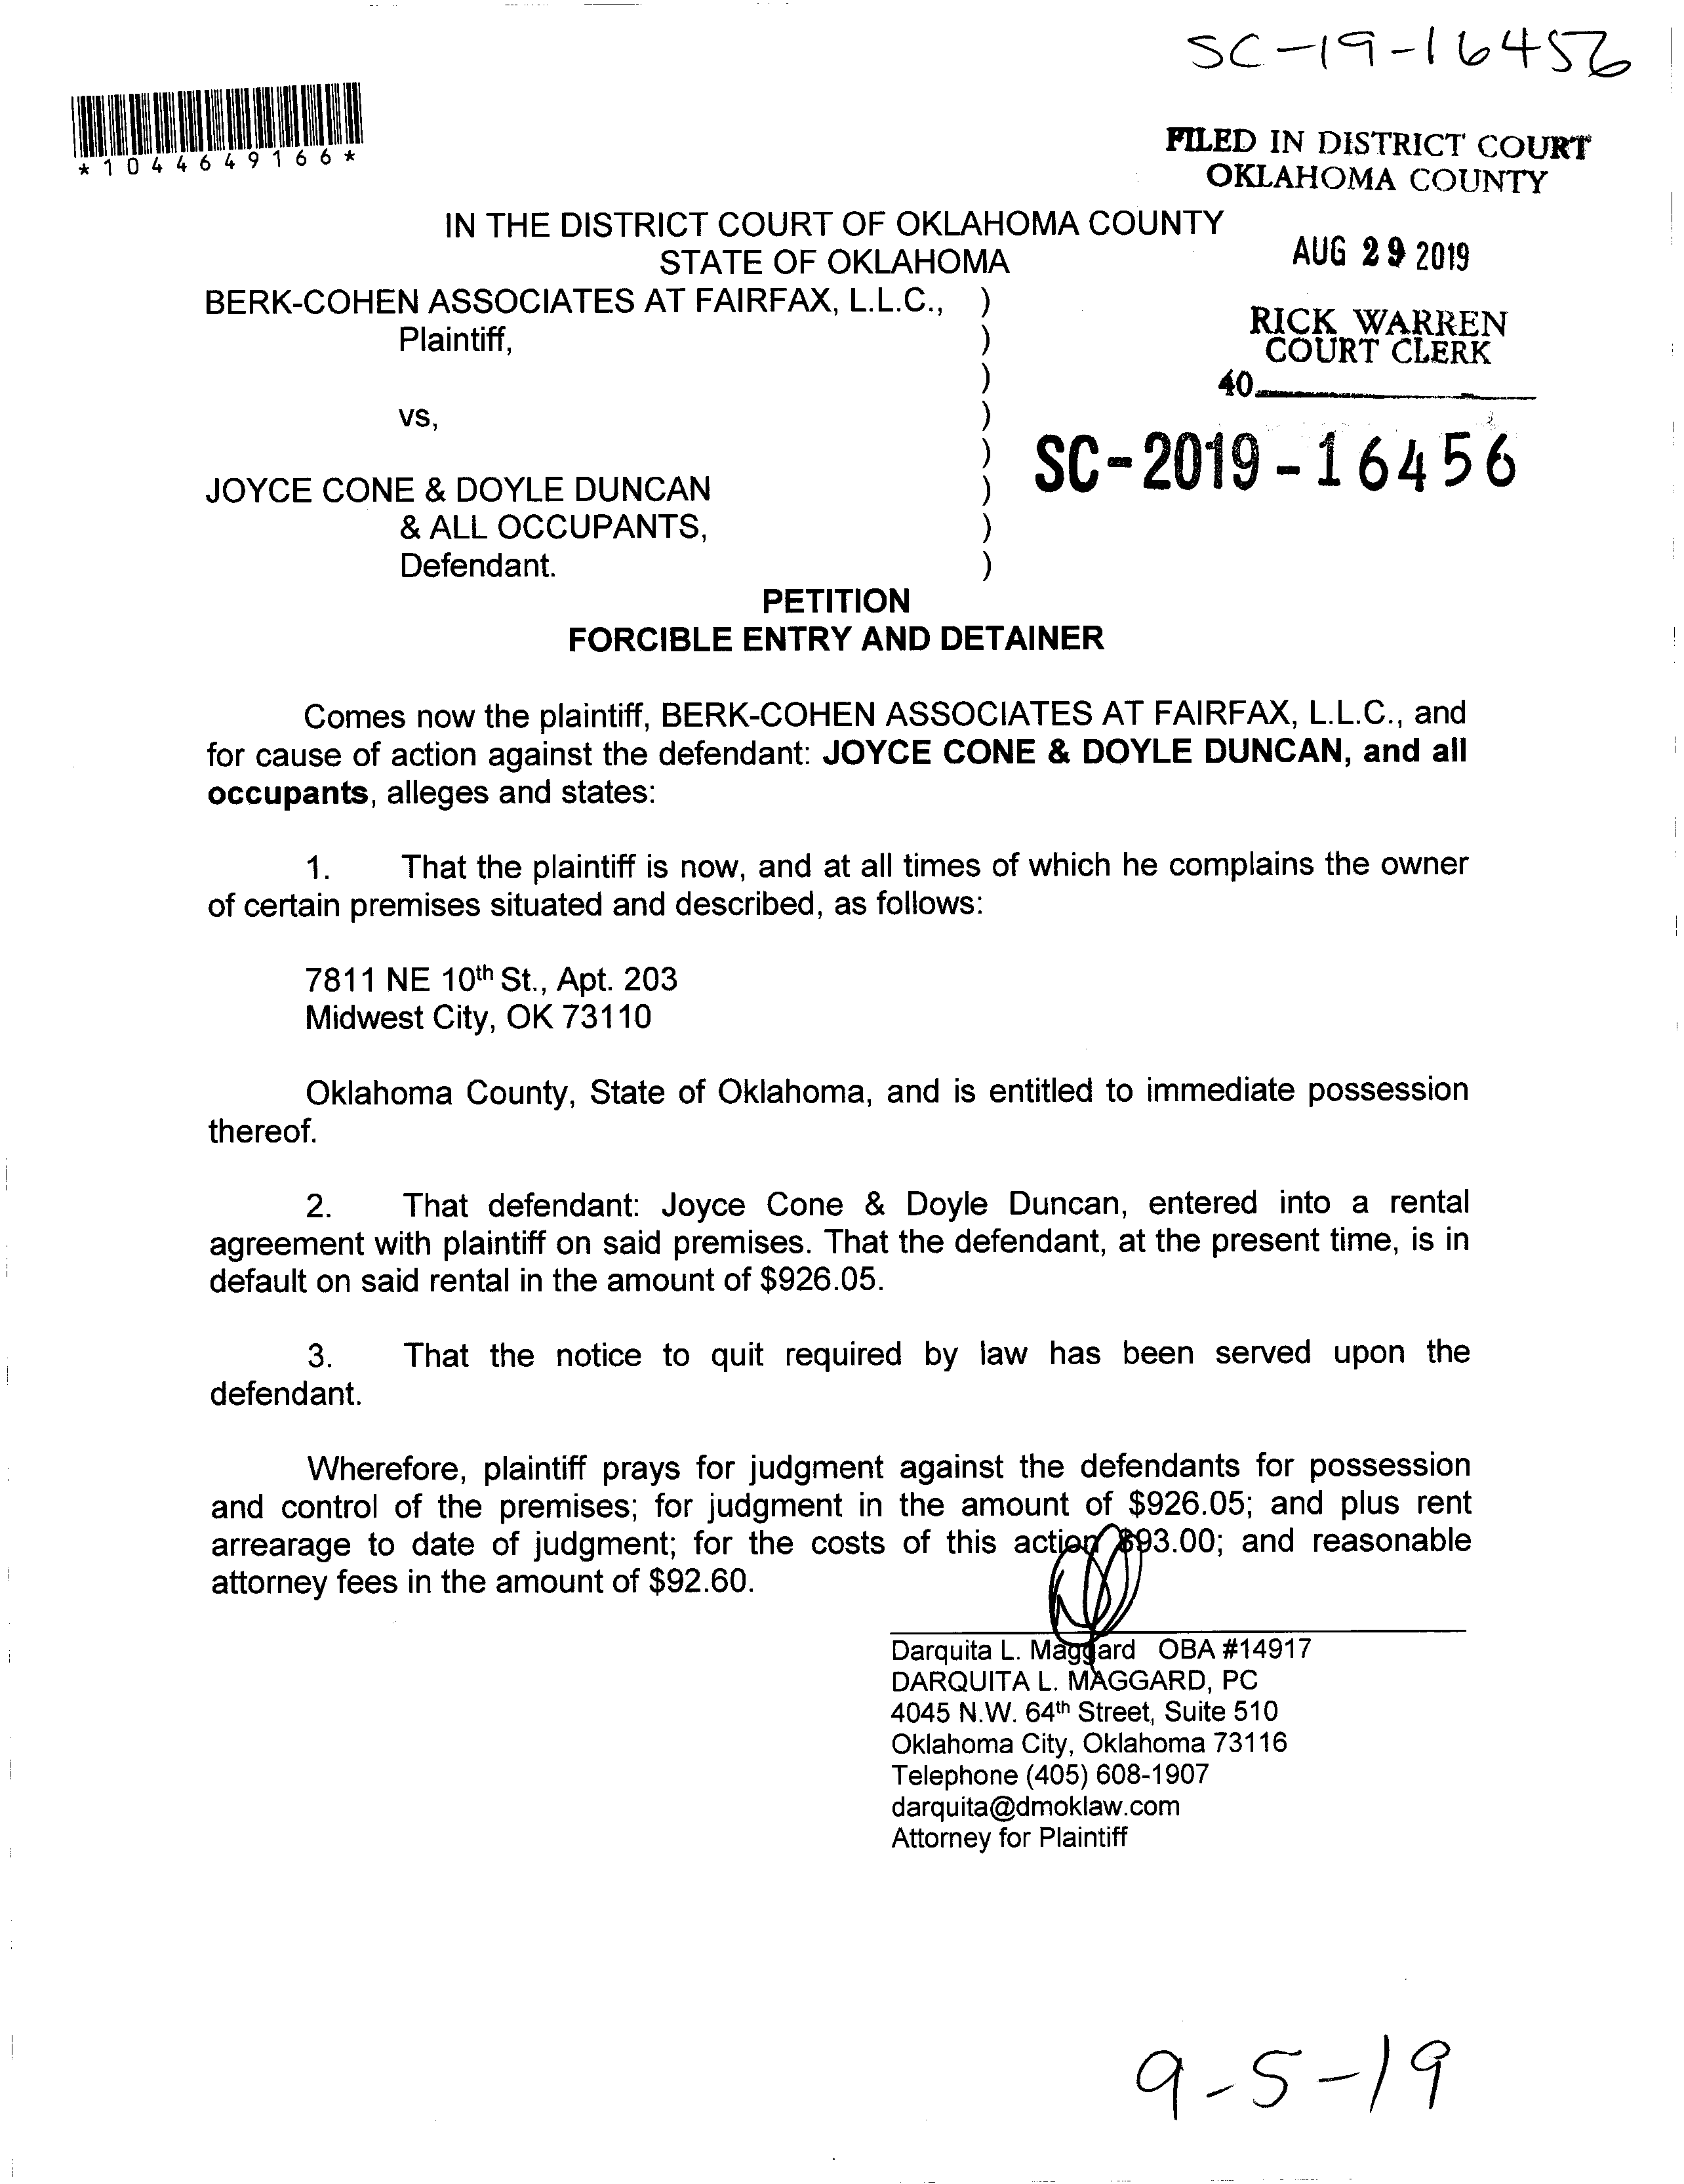 SC-19-16456
*1044649166*
FILED IN DISTRICT COURT
OKLAHOMA COUNTY
IN THE DISTRICT COURT OF OKLAHOMA COUNTY
STATE OF OKLAHOMA
AUG 29 2019
BERK-COHEN ASSOCIATES AT FAIRFAX, L.L.C., )
Plaintiff, )
)
RICK WARREN
COURT CLERK
40
vs, )
)
SC-2019-16456
JOYCE CONE & DOYLE DUNCAN )
& ALL OCCUPANTS, )
Defendant. )
PETITION
FORCIBLE ENTRY AND DETAINER
Comes now the plaintiff, BERK-COHEN ASSOCIATES AT FAIRFAX, L.L.C., and
for cause of action against the defendant: JOYCE CONE & DOYLE DUNCAN, and all
occupants, alleges and states:
1. That the plaintiff is now, and at all times of which he complains the owner
of certain premises situated and described, as follows:
7811 NE 10th St., Apt. 203
Midwest City, OK 73110
Oklahoma County, State of Oklahoma, and is entitled to immediate possession
thereof.
2. That defendant: Joyce Cone & Doyle Duncan, entered into a rental
agreement with plaintiff on said premises. That the defendant, at the present time, is in
default on said rental in the amount of $926.05.
3. That the notice to quit required by law has been served upon the
defendant.
Wherefore, plaintiff prays for judgment against the defendants for possession
and control of the premises; for judgment in the amount of $926.05; and plus rent
arrearage to date of judgment; for the costs of this action $93.00; and reasonable
attorney fees in the amount of $92.60.
Darquita L. Maggard OBA #14917
DARQUITA L. MAGGARD, PC
4045 N.W. 64th Street, Suite 510
Oklahoma City, Oklahoma 73116
Telephone (405) 608-1907
darquita@dmoklaw.com
Attorney for Plaintiff
9-5-19